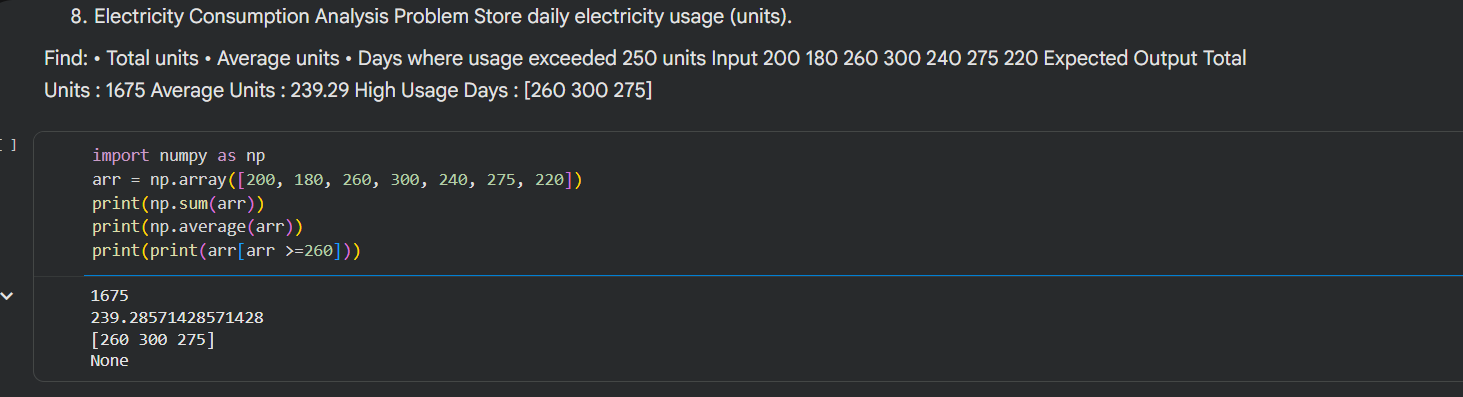 8. Electricity Consumption Analysis Problem Store daily electricity usage (units).
Find: • Total units • Average units • Days where usage exceeded 250 units Input 200 180 260 300 240 275 220 Expected Output Total
Units : 1675 Average Units : 239.29 High Usage Days : [260 300 275]
[ ]
import numpy as np
arr = np.array([200, 180, 260, 300, 240, 275, 220])
print(np.sum(arr))
print(np.average(arr))
print(print(arr[arr >=260]))
1675
239.28571428571428
[260 300 275]
None